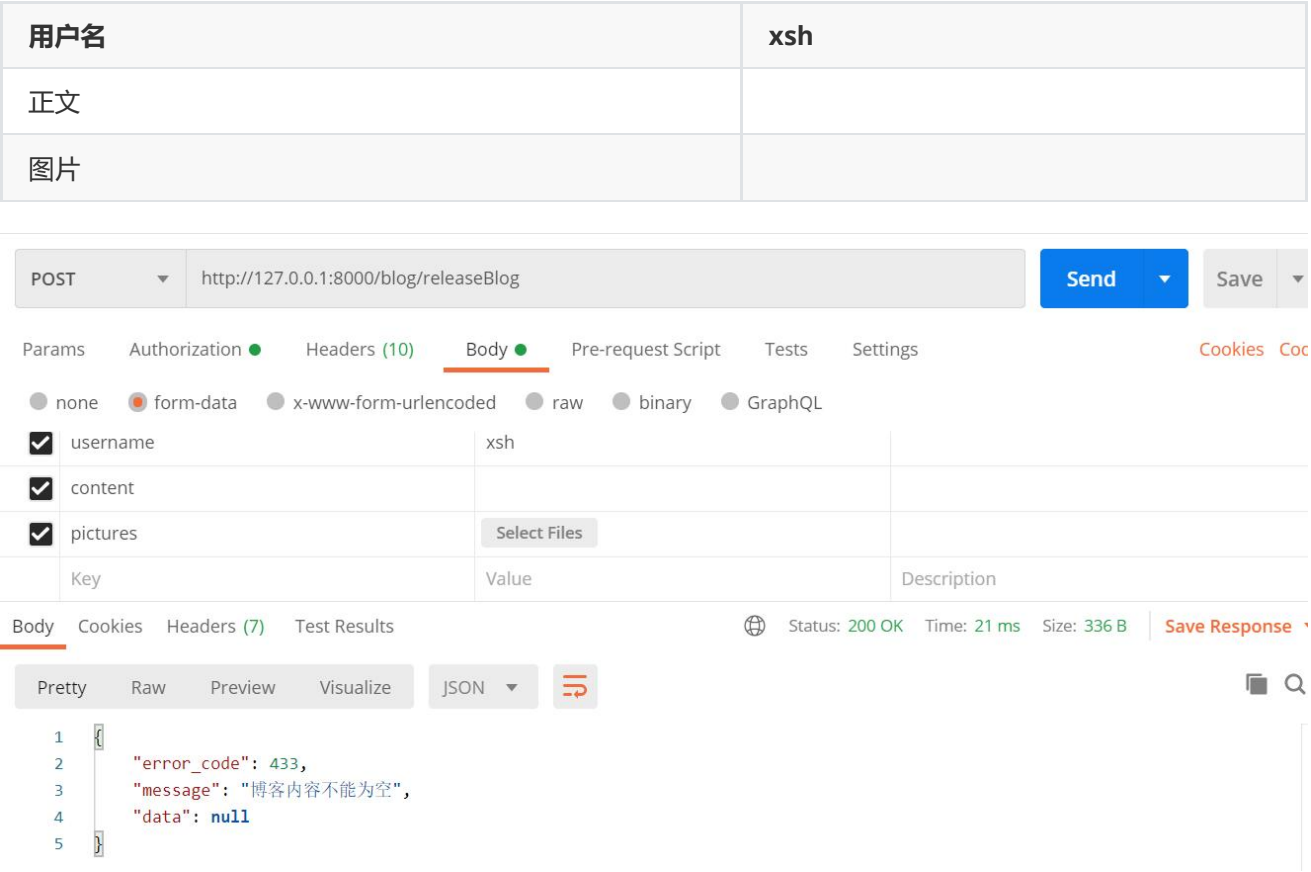 用户名 xsh
正文
图片
POST http://127.0.0.1:8000/blog/releaseBlog Send Save
Params Authorization Headers (10) Body Pre-request Script Tests Settings Cookies
none form-data x-www-form-urlencoded raw binary GraphQL
username xsh
content
pictures Select Files
Key Value Description
Body Cookies Headers (7) Test Results Status: 200 OK Time: 21 ms Size: 336 B Save Response
Pretty Raw Preview Visualize JSON
1 {
2 "error_code": 433,
3 "message": "博客内容不能为空",
4 "data": null
5 }